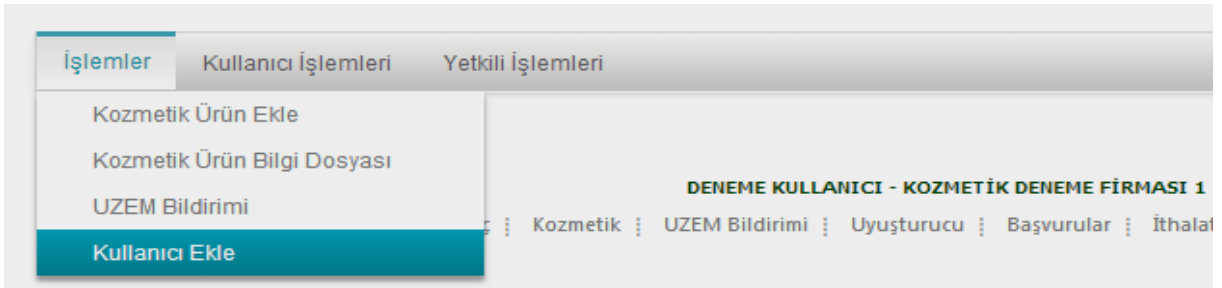 İşlemler Kullanıcı İşlemleri Yetkili İşlemleri
Kozmetik Ürün Ekle
Kozmetik Ürün Bilgi Dosyası
DENEME KULLANICI - KOZMETİK DENEME FİRMASI 1
UZEM Bildirimi
Kozmetik UZEM Bildirimi Uyuşturucu Başvurular İthalat
Kullanıcı Ekle